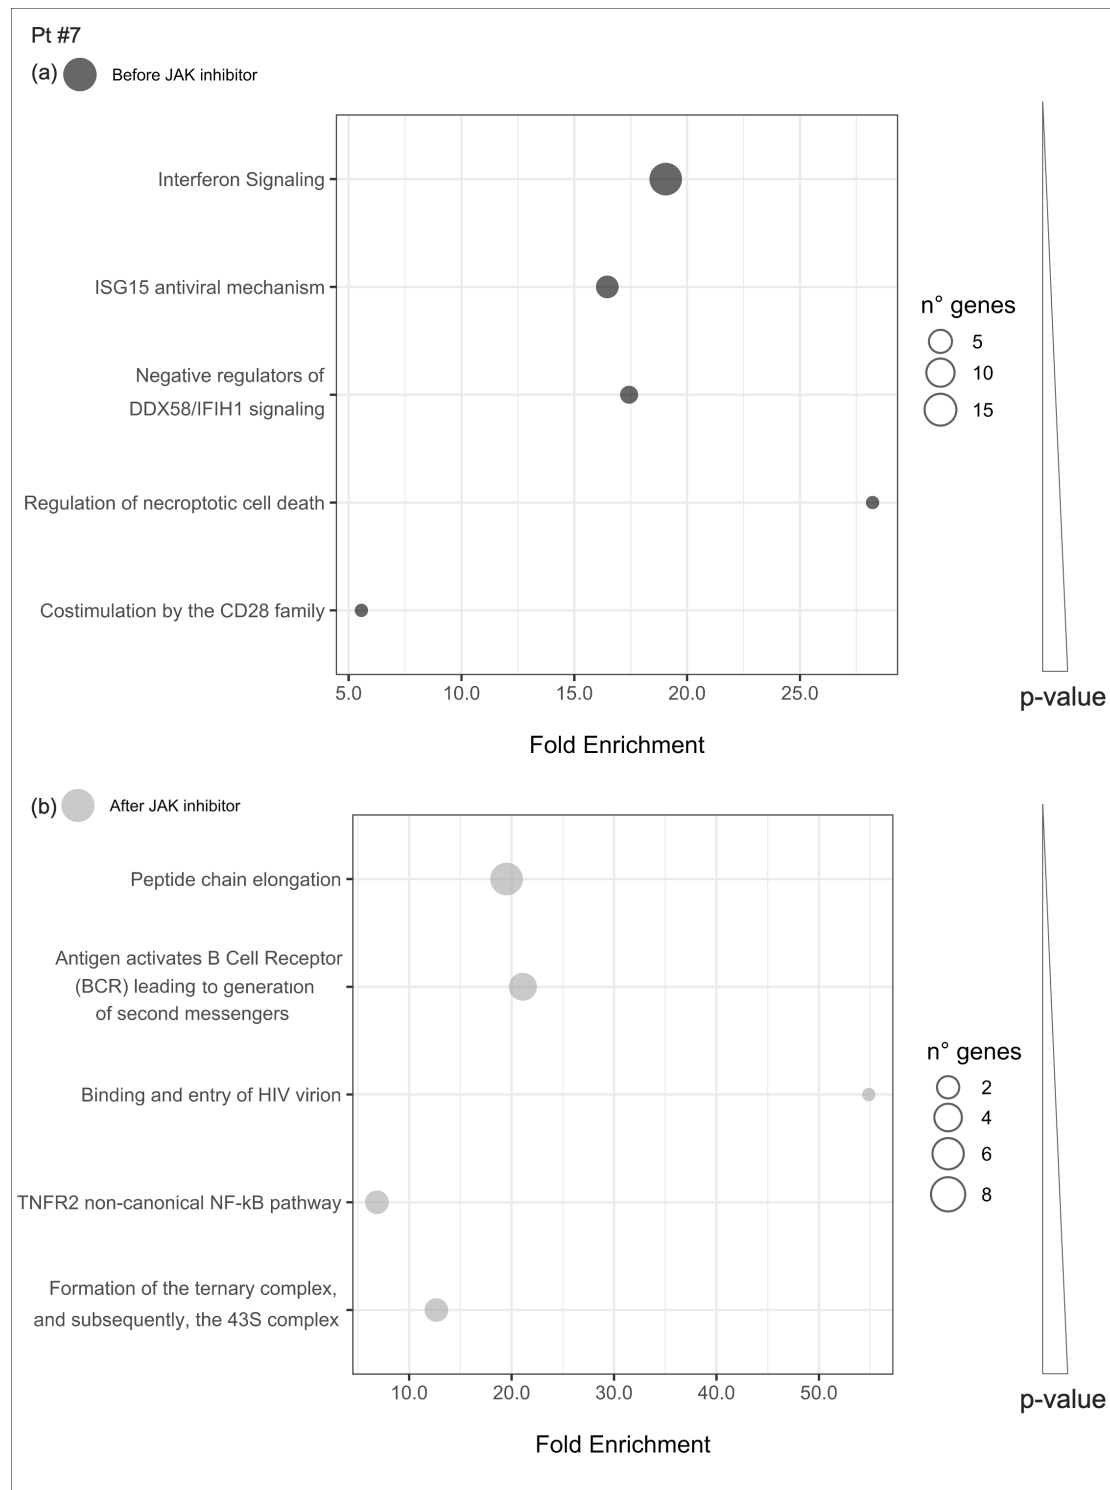 Pt #7
(a) Before JAK inhibitor
Interferon Signaling
ISG15 antiviral mechanism
Negative regulators of
DDX58/IFIH1 signaling
Regulation of necroptotic cell death
Costimulation by the CD28 family
5.0 10.0 15.0 20.0 25.0
Fold Enrichment
n° genes
5
10
15
p-value
(b) After JAK inhibitor
Peptide chain elongation
Antigen activates B Cell Receptor
(BCR) leading to generation
of second messengers
Binding and entry of HIV virion
TNFR2 non-canonical NF-kB pathway
Formation of the ternary complex,
and subsequently, the 43S complex
10.0 20.0 30.0 40.0 50.0
Fold Enrichment
n° genes
2
4
6
8
p-value